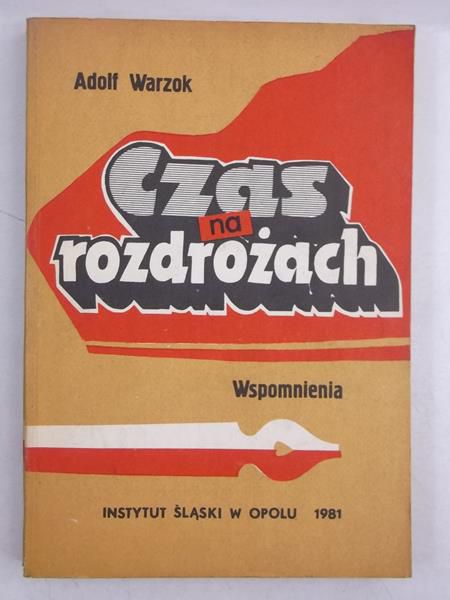 Adolf Warzok
Czas
na
rozdrożach
Wspomnienia
INSTYTUT ŚLĄSKI W OPOLU 1981